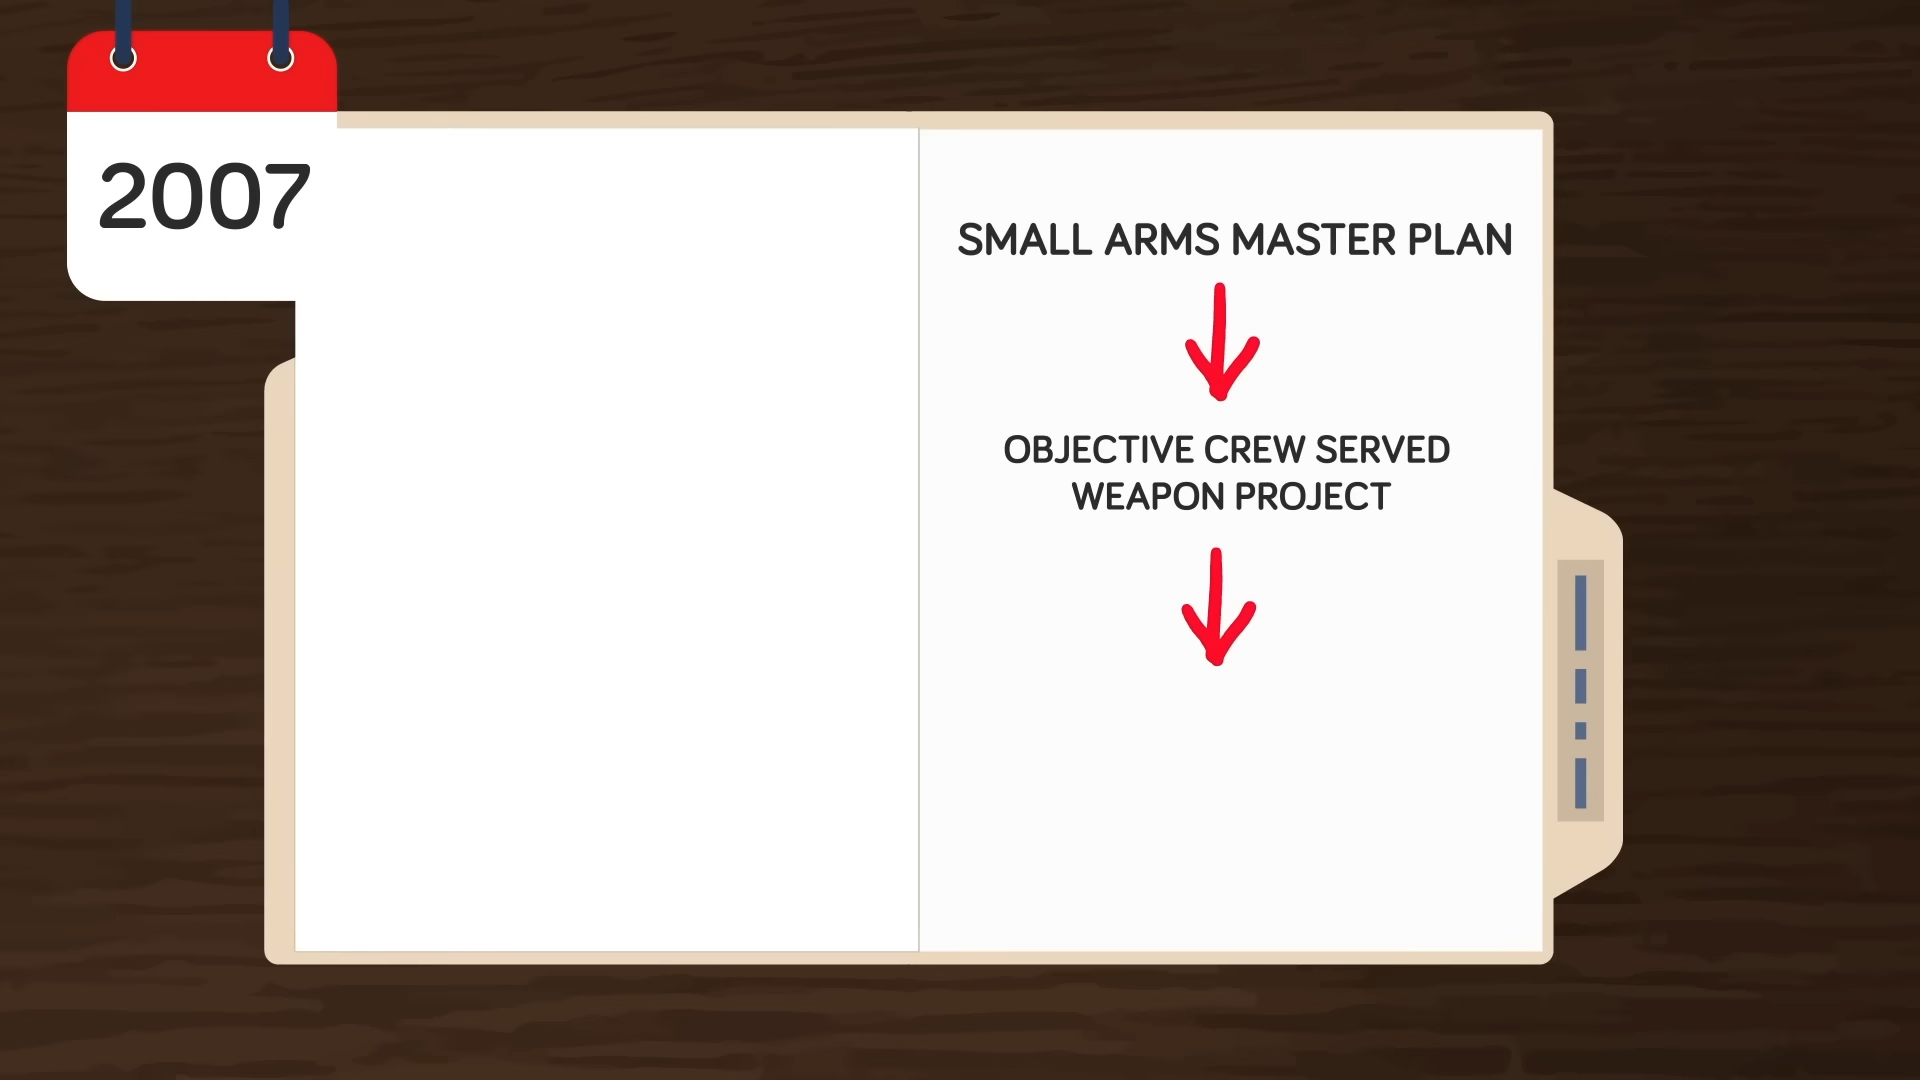 2007
SMALL ARMS MASTER PLAN
OBJECTIVE CREW SERVED
WEAPON PROJECT